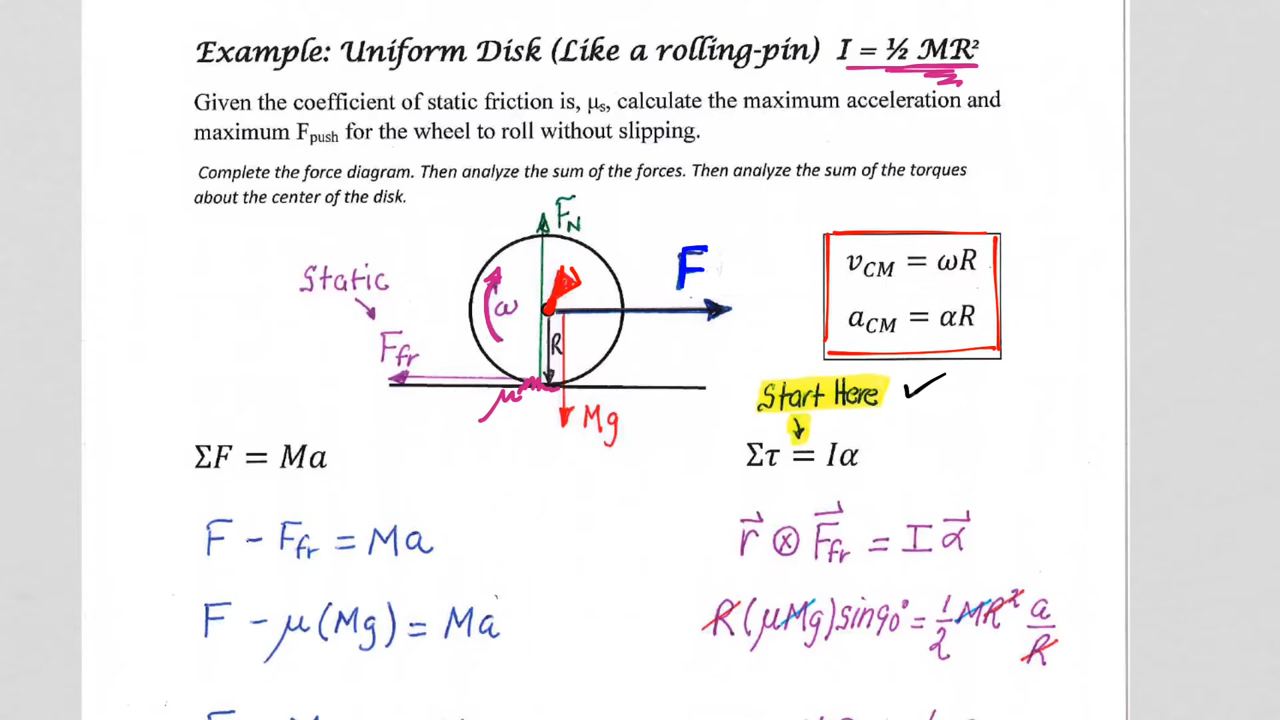 Example: Uniform Disk (Like a rolling-pin) I = ½ MR²
Given the coefficient of static friction is, μs, calculate the maximum acceleration and
maximum Fpush for the wheel to roll without slipping.
Complete the force diagram. Then analyze the sum of the forces. Then analyze the sum of the torques
about the center of the disk.
FN
F
Static
ω
Ffr
R
μ
Mg
vCM = ωR
aCM = αR
Start Here ✓
ΣF = Ma
Στ = Iα
F - Ffr = Ma
r⃗ ⊗ F⃗fr = I α⃗
F - μ(Mg) = Ma
R(μMg)sin90° = 1/2 MR² a/R